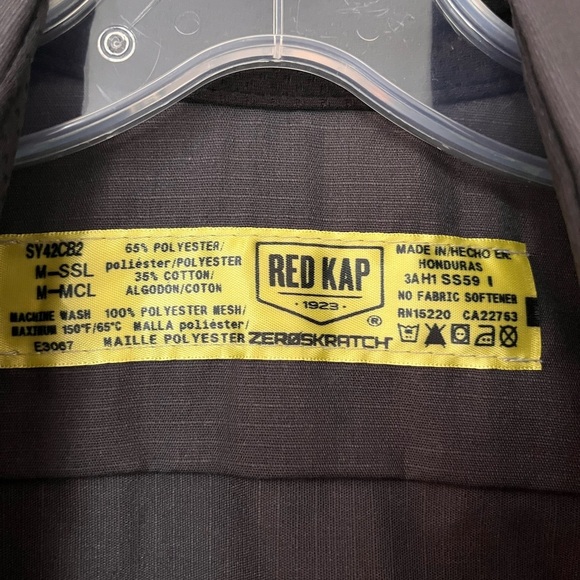 SY42CB2
M-SSL
M-MCL
MACHINE WASH
MAXIMUM 150°F/65°C
E3067
65% POLYESTER/
poliéster/POLYESTER
35% COTTON/
ALGODON/COTON
100% POLYESTER MESH/
MALLA poliéster/
MAILLE POLYESTER
RED KAP
-1923-
®
ZERØSKRATCH
MADE IN/HECHO EN:
HONDURAS
3AH1 SS59 I
NO FABRIC SOFTENER
RN15220 CA22753